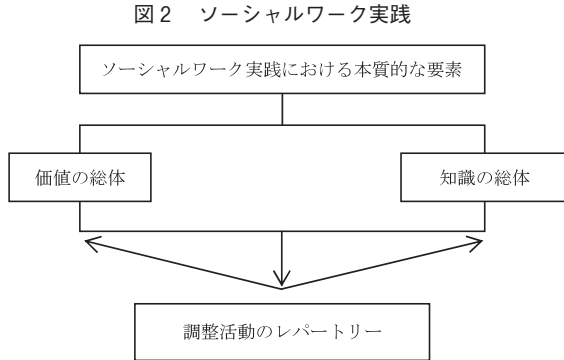 図2　ソーシャルワーク実践
ソーシャルワーク実践における本質的な要素
価値の総体
知識の総体
調整活動のレパートリー